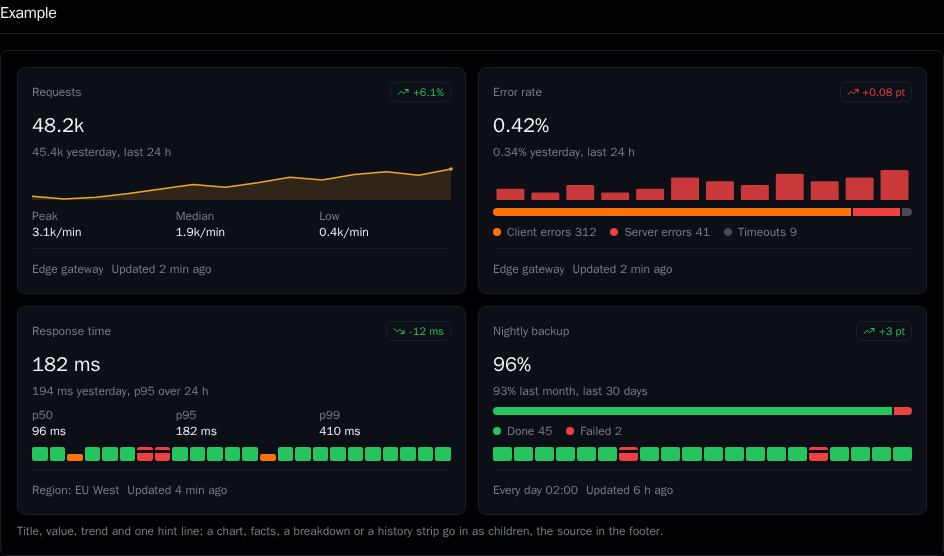 Example
Requests
+6.1%
48.2k
45.4k yesterday, last 24 h
Peak Median Low
3.1k/min 1.9k/min 0.4k/min
Edge gateway Updated 2 min ago
Error rate
+0.08 pt
0.42%
0.34% yesterday, last 24 h
Client errors 312 Server errors 41 Timeouts 9
Edge gateway Updated 2 min ago
Response time
-12 ms
182 ms
194 ms yesterday, p95 over 24 h
p50 p95 p99
96 ms 182 ms 410 ms
Region: EU West Updated 4 min ago
Nightly backup
+3 pt
96%
93% last month, last 30 days
Done 45 Failed 2
Every day 02:00 Updated 6 h ago
Title, value, trend and one hint line; a chart, facts, a breakdown or a history strip go in as children, the source in the footer.